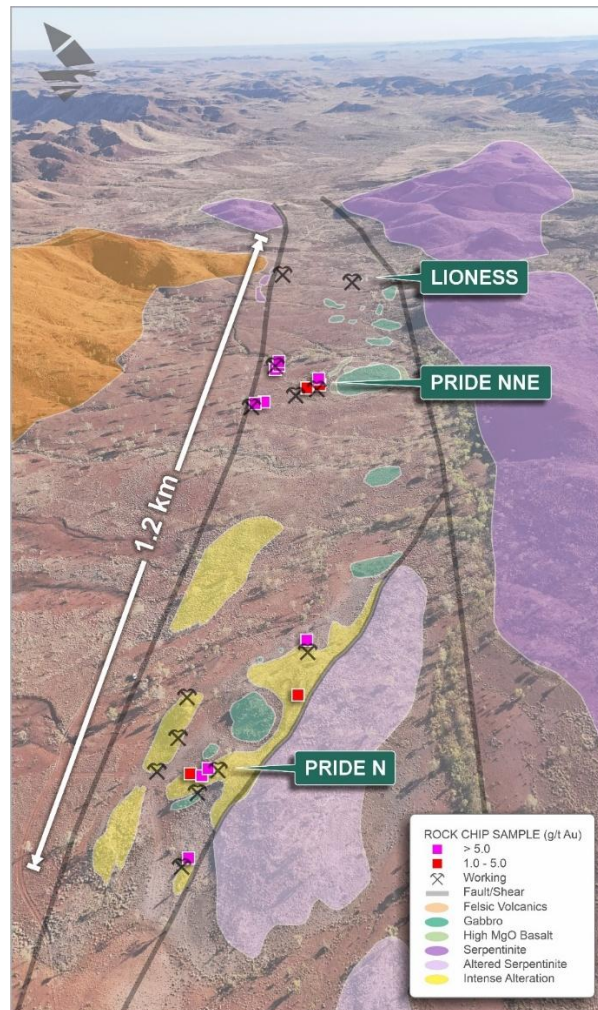 LIONESS
PRIDE NNE
1.2 km
PRIDE N
ROCK CHIP SAMPLE (g/t Au)
> 5.0
1.0 - 5.0
Working
Fault/Shear
Felsic Volcanics
Gabbro
High MgO Basalt
Serpentinite
Altered Serpentinite
Intense Alteration